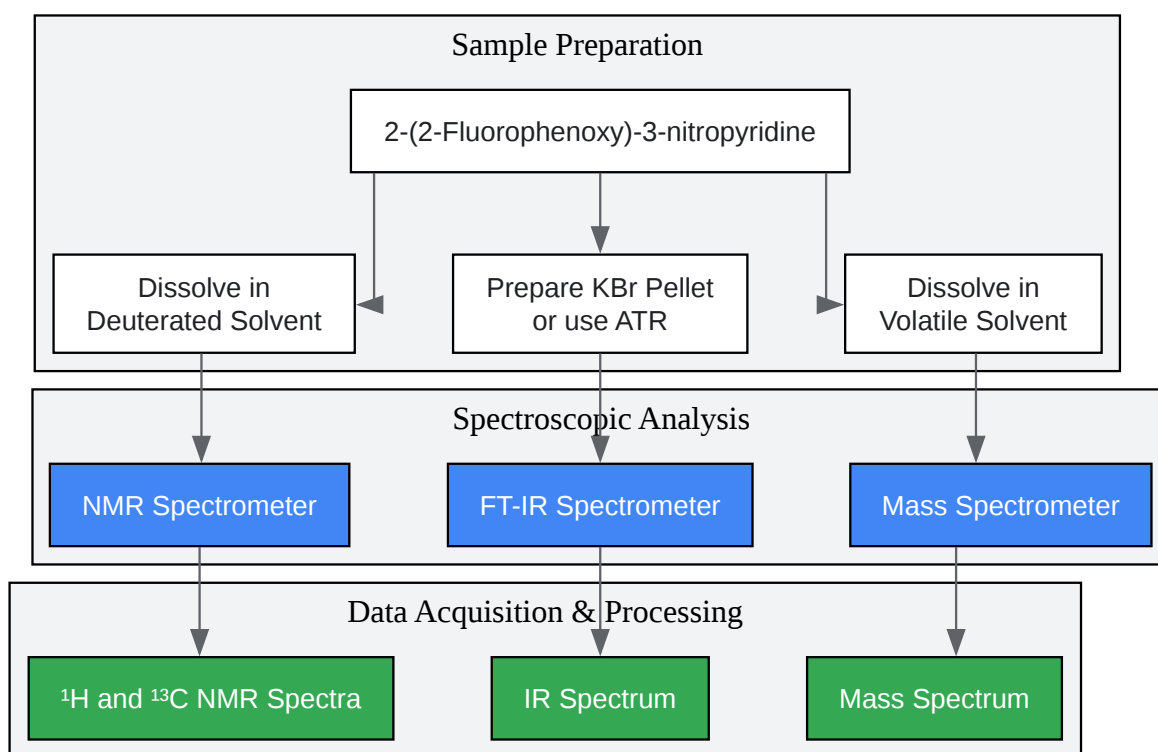 Sample Preparation
2-(2-Fluorophenoxy)-3-nitropyridine
Dissolve in
Deuterated Solvent
Prepare KBr Pellet
or use ATR
Dissolve in
Volatile Solvent
Spectroscopic Analysis
NMR Spectrometer
FT-IR Spectrometer
Mass Spectrometer
Data Acquisition & Processing
¹H and ¹³C NMR Spectra
IR Spectrum
Mass Spectrum